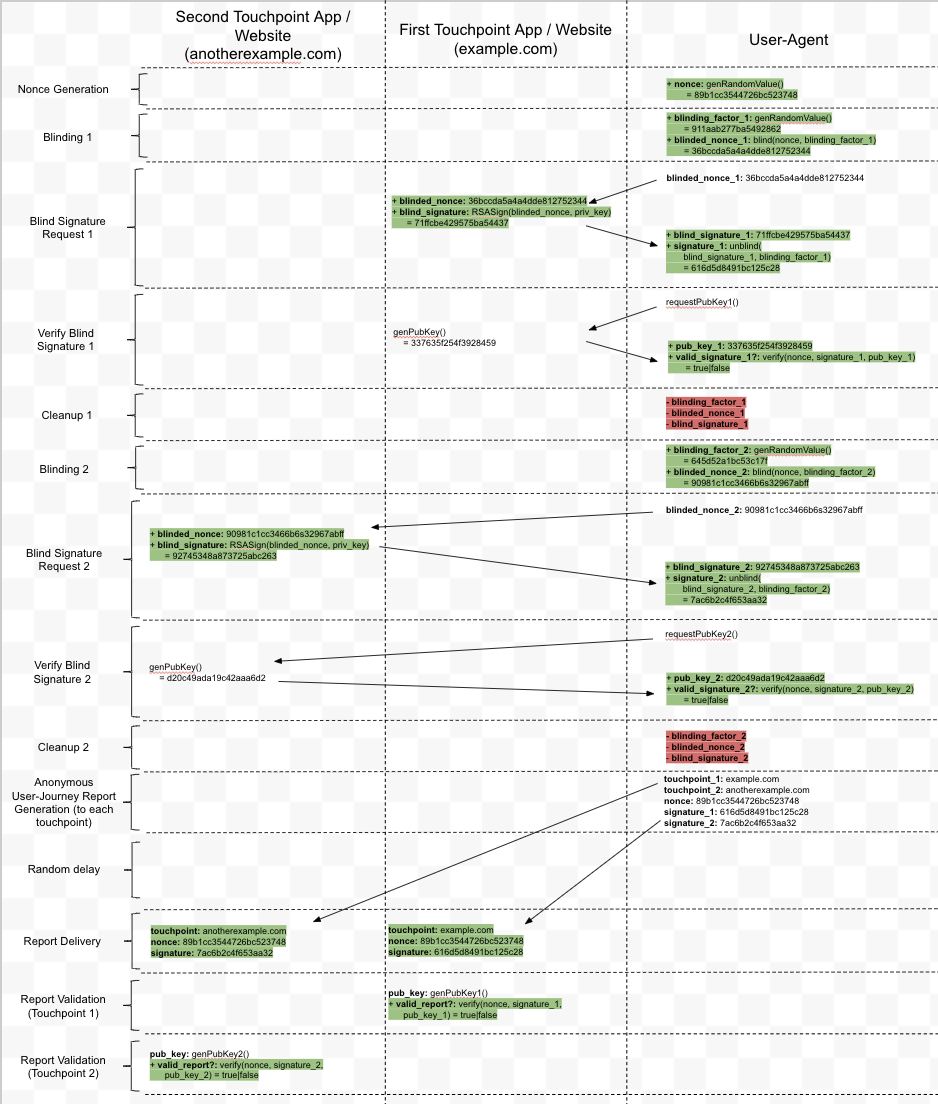 Second Touchpoint App /
Website
(anotherexample.com)
First Touchpoint App / Website
(example.com)
User-Agent
Nonce Generation
+ nonce: genRandomValue()
= 89b1cc3544726bc523748
Blinding 1
+ blinding_factor_1: genRandomValue()
= 911aab277ba5492862
+ blinded_nonce_1: blind(nonce, blinding_factor_1)
= 36bccda5a4a4dde812752344
Blind Signature
Request 1
blinded_nonce_1: 36bccda5a4a4dde812752344
+ blinded_nonce: 36bccda5a4a4dde812752344
+ blind_signature: RSASign(blinded_nonce, priv_key)
= 71ffcbe429575ba54437
+ blind_signature_1: 71ffcbe429575ba54437
+ signature_1: unblind(
blind_signature_1, blinding_factor_1)
= 616d5d8491bc125c28
Verify Blind
Signature 1
requestPubKey1()
genPubKey()
= 337635f254f3928459
+ pub_key_1: 337635f254f3928459
+ valid_signature_1?: verify(nonce, signature_1, pub_key_1)
= true|false
Cleanup 1
- blinding_factor_1
- blinded_nonce_1
- blind_signature_1
Blinding 2
+ blinding_factor_2: genRandomValue()
= 645d52a1bc53c17f
+ blinded_nonce_2: blind(nonce, blinding_factor_2)
= 90981c1cc3466b6s32967abff
Blind Signature
Request 2
blinded_nonce_2: 90981c1cc3466b6s32967abff
+ blinded_nonce: 90981c1cc3466b6s32967abff
+ blind_signature: RSASign(blinded_nonce, priv_key)
= 92745348a873725abc263
+ blind_signature_2: 92745348a873725abc263
+ signature_2: unblind(
blind_signature_2, blinding_factor_2)
= 7ac6b2c4f653aa32
Verify Blind
Signature 2
requestPubKey2()
genPubKey()
= d20c49ada19c42aaa6d2
+ pub_key_2: d20c49ada19c42aaa6d2
+ valid_signature_2?: verify(nonce, signature_2, pub_key_2)
= true|false
Cleanup 2
- blinding_factor_2
- blinded_nonce_2
- blind_signature_2
Anonymous
User-Journey Report
Generation (to each
touchpoint)
touchpoint_1: example.com
touchpoint_2: anotherexample.com
nonce: 89b1cc3544726bc523748
signature_1: 616d5d8491bc125c28
signature_2: 7ac6b2c4f653aa32
Random delay
Report Delivery
touchpoint: anotherexample.com
nonce: 89b1cc3544726bc523748
signature: 7ac6b2c4f653aa32
touchpoint: example.com
nonce: 89b1cc3544726bc523748
signature: 616d5d8491bc125c28
Report Validation
(Touchpoint 1)
pub_key: genPubKey1()
+ valid_report?: verify(nonce, signature_1,
pub_key_1) = true|false
Report Validation
(Touchpoint 2)
pub_key: genPubKey2()
+ valid_report?: verify(nonce, signature_2,
pub_key_2) = true|false